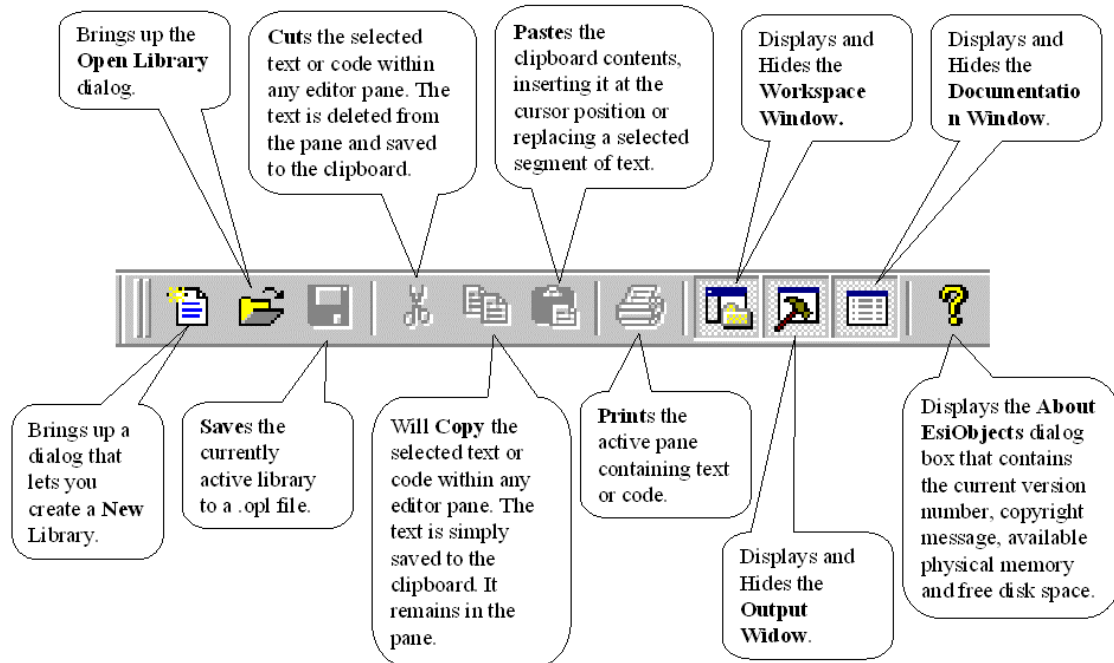 Brings up the
Open Library
dialog.
Cuts the selected
text or code within
any editor pane. The
text is deleted from
the pane and saved
to the clipboard.
Pastes the
clipboard contents,
inserting it at the
cursor position or
replacing a selected
segment of text.
Displays and
Hides the
Workspace
Window.
Displays and
Hides the
Documentatio
n Window.
Brings up a
dialog that
lets you
create a New
Library.
Saves the
currently
active library
to a .opl file.
Will Copy the
selected text or
code within any
editor pane. The
text is simply
saved to the
clipboard. It
remains in the
pane.
Prints the
active pane
containing text
or code.
Displays and
Hides the
Output
Widow.
Displays the About
EsiObjects dialog
box that contains
the current version
number, copyright
message, available
physical memory
and free disk space.